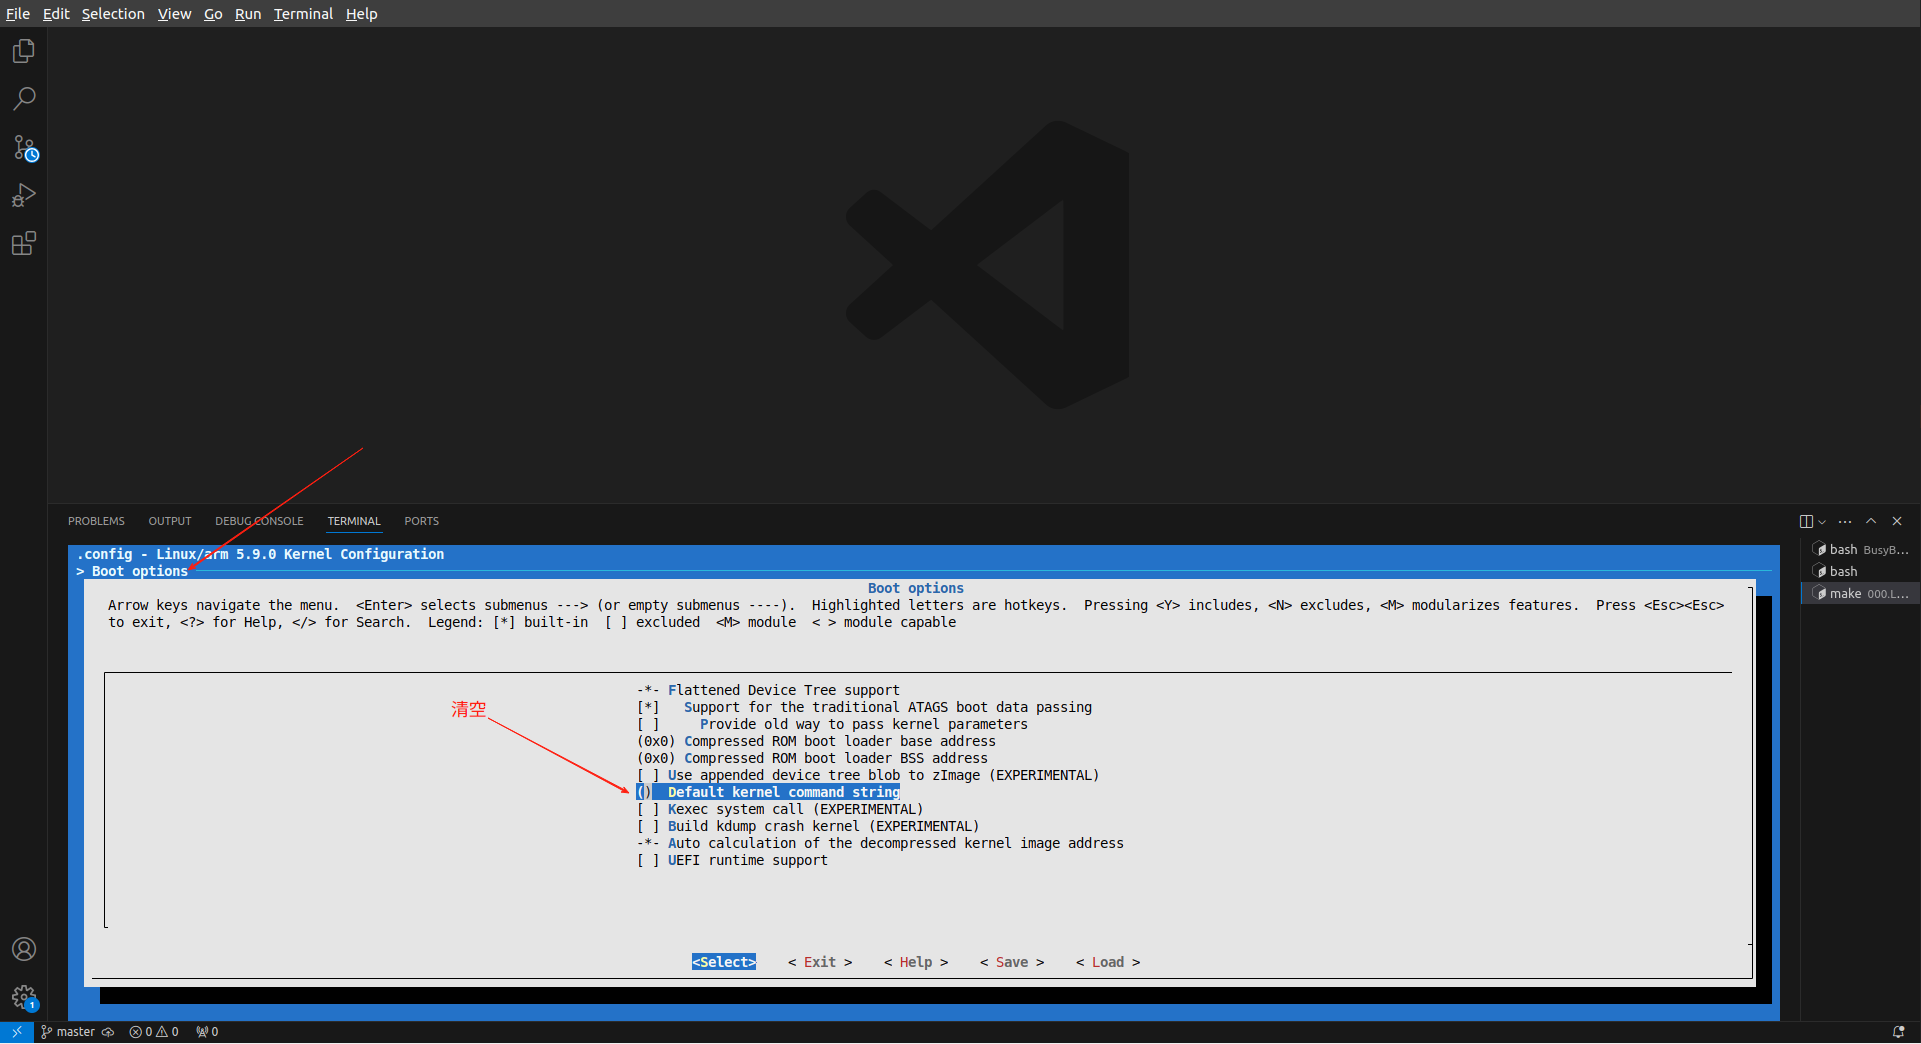 File Edit Selection View Go Run Terminal Help
PROBLEMS OUTPUT DEBUG CONSOLE TERMINAL PORTS
.config - Linux/arm 5.9.0 Kernel Configuration
> Boot options
Boot options
Arrow keys navigate the menu.  <Enter> selects submenus ---> (or empty submenus ----).  Highlighted letters are hotkeys.  Pressing <Y> includes, <N> excludes, <M> modularizes features.  Press <Esc><Esc>
to exit, <?> for Help, </> for Search.  Legend: [*] built-in  [ ] excluded  <M> module  < > module capable
-*- Flattened Device Tree support
[*]   Support for the traditional ATAGS boot data passing
[ ]     Provide old way to pass kernel parameters
(0x0) Compressed ROM boot loader base address
(0x0) Compressed ROM boot loader BSS address
[ ] Use appended device tree blob to zImage (EXPERIMENTAL)
()  Default kernel command string
[ ] Kexec system call (EXPERIMENTAL)
[ ] Build kdump crash kernel (EXPERIMENTAL)
-*- Auto calculation of the decompressed kernel image address
[ ] UEFI runtime support
清空
<Select>    < Exit >    < Help >    < Save >    < Load >
bash BusyB...
bash
make 000.L...
1
master 0 0 0